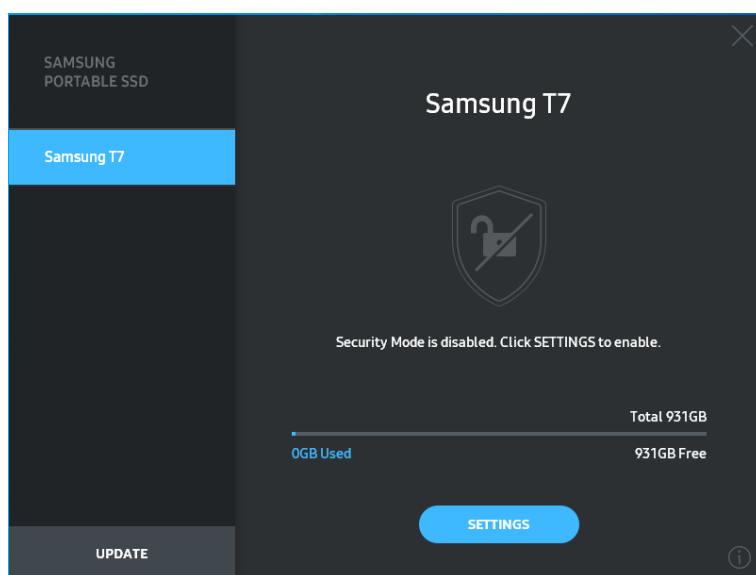 SAMSUNG
PORTABLE SSD
Samsung T7
Samsung T7
Security Mode is disabled. Click SETTINGS to enable.
Total 931GB
0GB Used
931GB Free
SETTINGS
UPDATE